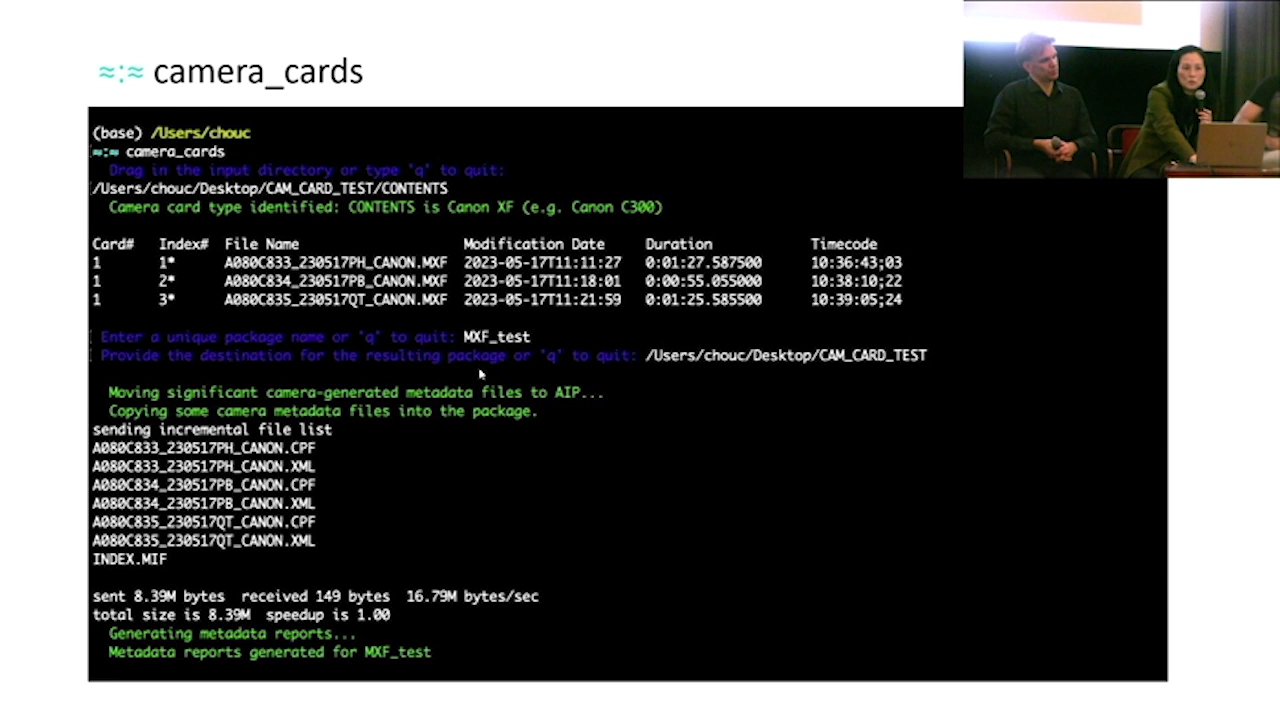 ≈:≈ camera_cards
(base) /Users/chouc
≈:≈ camera_cards
Drag in the input directory or type 'q' to quit:
/Users/chouc/Desktop/CAM_CARD_TEST/CONTENTS
Camera card type identified: CONTENTS is Canon XF (e.g. Canon C300)
Card# Index# File Name Modification Date Duration Timecode
1 1* A080C833_230517PH_CANON.MXF 2023-05-17T11:11:27 0:01:27.587500 10:36:43;03
1 2* A080C834_230517PB_CANON.MXF 2023-05-17T11:18:01 0:00:55.055000 10:38:10;22
1 3* A080C835_230517QT_CANON.MXF 2023-05-17T11:21:59 0:01:25.585500 10:39:05;24
Enter a unique package name or 'q' to quit: MXF_test
Provide the destination for the resulting package or 'q' to quit: /Users/chouc/Desktop/CAM_CARD_TEST
Moving significant camera-generated metadata files to AIP...
Copying some camera metadata files into the package.
sending incremental file list
A080C833_230517PH_CANON.CPF
A080C833_230517PH_CANON.XML
A080C834_230517PB_CANON.CPF
A080C834_230517PB_CANON.XML
A080C835_230517QT_CANON.CPF
A080C835_230517QT_CANON.XML
INDEX.MIF
sent 8.39M bytes received 149 bytes 16.79M bytes/sec
total size is 8.39M speedup is 1.00
Generating metadata reports...
Metadata reports generated for MXF_test